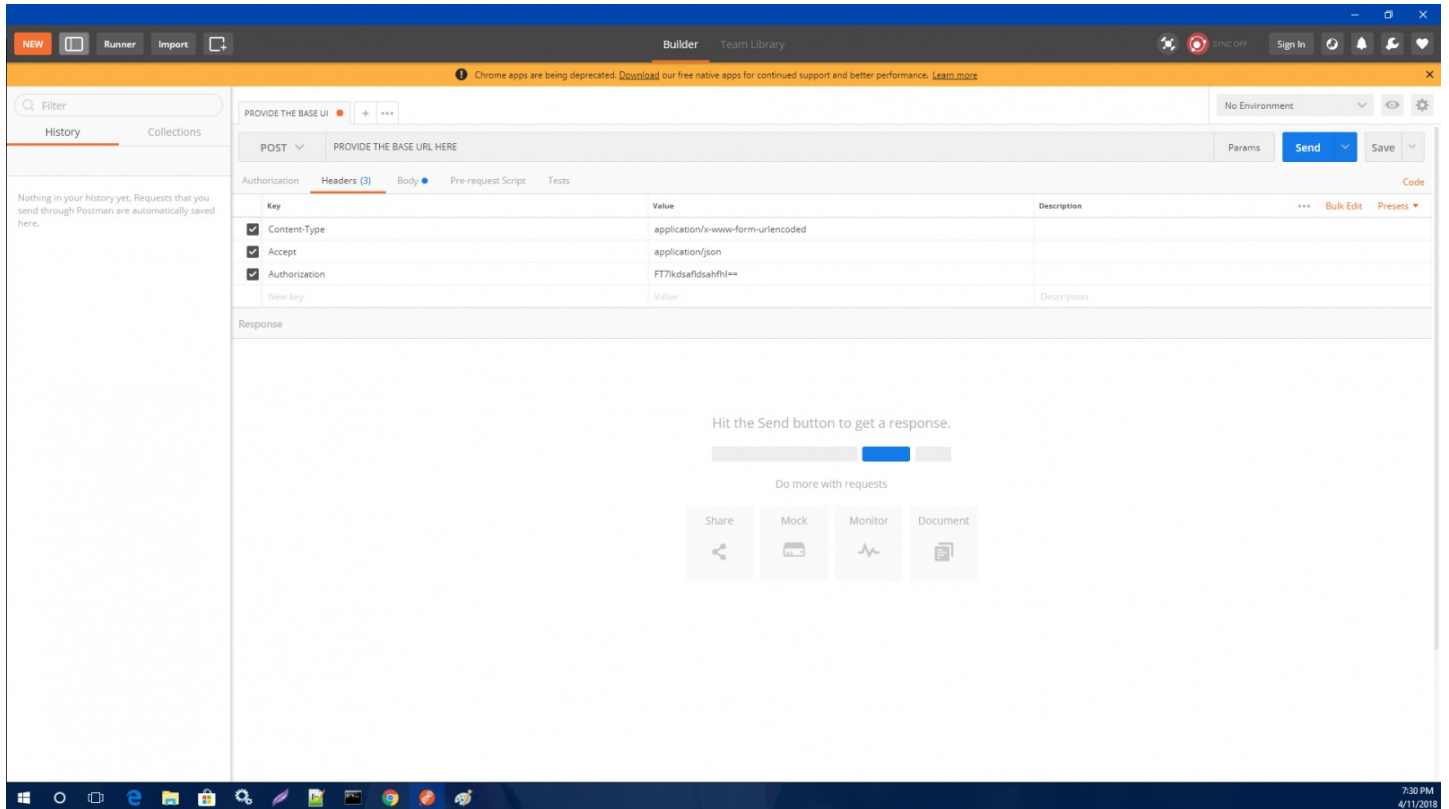 NEW Runner Import Builder Team Library SYNC OFF Sign In
Chrome apps are being deprecated. Download our free native apps for continued support and better performance. Learn more
Filter
History Collections
Nothing in your history yet. Requests that you
send through Postman are automatically saved
here.
PROVIDE THE BASE UI + ••• No Environment
POST PROVIDE THE BASE URL HERE Params Send Save
Authorization Headers (3) Body Pre-request Script Tests Code
Key Value Description ••• Bulk Edit Presets
Content-Type application/x-www-form-urlencoded
Accept application/json
Authorization FT7lkdsafldsahfhl==
New key Value Description
Response
Hit the Send button to get a response.
Do more with requests
Share Mock Monitor Document
7:30 PM
4/11/2018